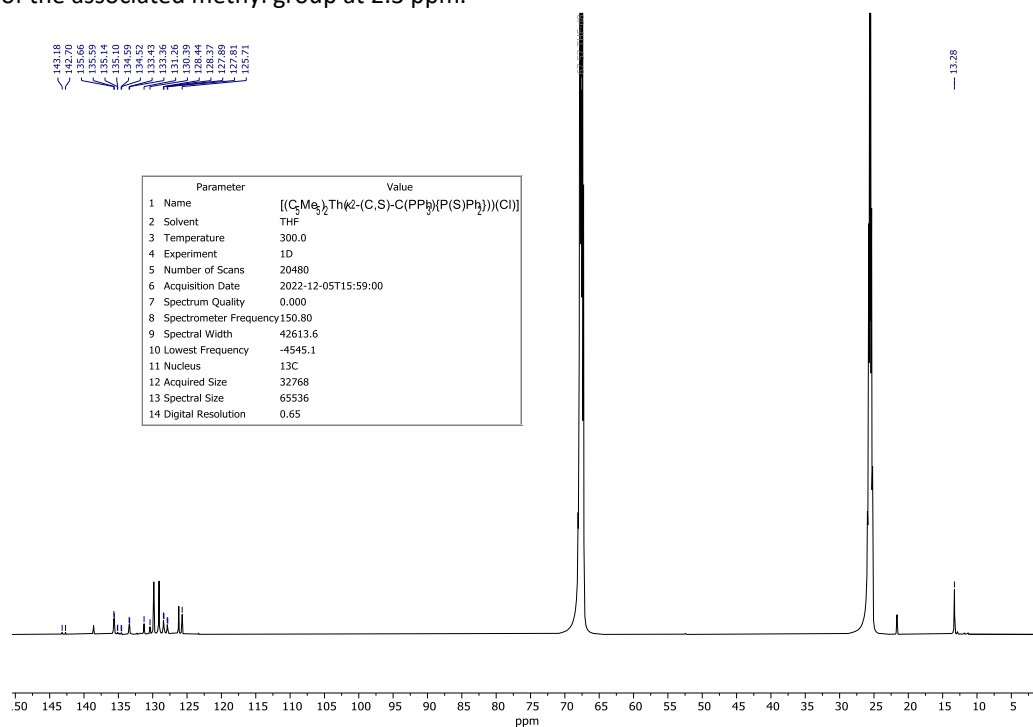 of the associated methyl group at 2.3 ppm.
143.18
142.70
135.66
135.59
135.14
135.10
134.59
134.52
133.43
133.36
131.26
130.39
128.44
128.37
127.89
127.81
125.71
13.28
Parameter Value
1 Name [(C5Me5)2Th(κ2-(C,S)-C(PPh3){P(S)Ph2}))(Cl)]
2 Solvent THF
3 Temperature 300.0
4 Experiment 1D
5 Number of Scans 20480
6 Acquisition Date 2022-12-05T15:59:00
7 Spectrum Quality 0.000
8 Spectrometer Frequency 150.80
9 Spectral Width 42613.6
10 Lowest Frequency -4545.1
11 Nucleus 13C
12 Acquired Size 32768
13 Spectral Size 65536
14 Digital Resolution 0.65
50 145 140 135 130 125 120 115 110 105 100 95 90 85 80 75 70 65 60 55 50 45 40 35 30 25 20 15 10 5
ppm